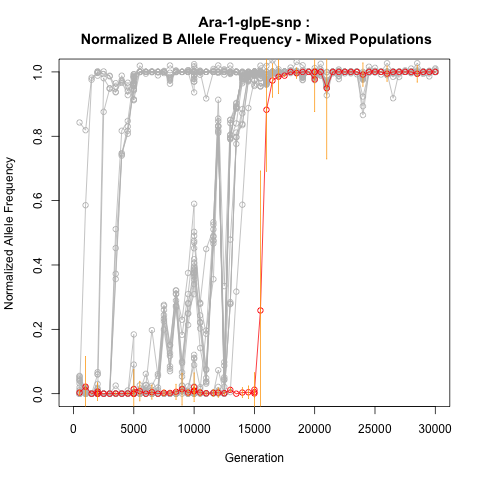 Ara-1-glpE-snp :
Normalized B Allele Frequency - Mixed Populations
Normalized Allele Frequency
1.0
0.8
0.6
0.4
0.2
0.0
0 5000 10000 15000 20000 25000 30000
Generation